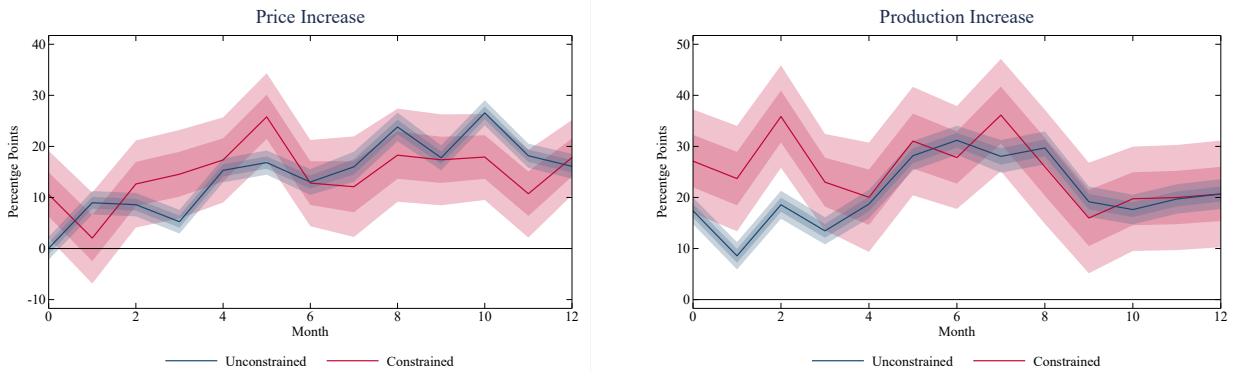 Price Increase
Percentge Points
40
30
20
10
0
-10
0 2 4 6 8 10 12
Month
Unconstrained Constrained
Production Increase
Percentage Points
50
40
30
20
10
0
0 2 4 6 8 10 12
Month
Unconstrained Constrained